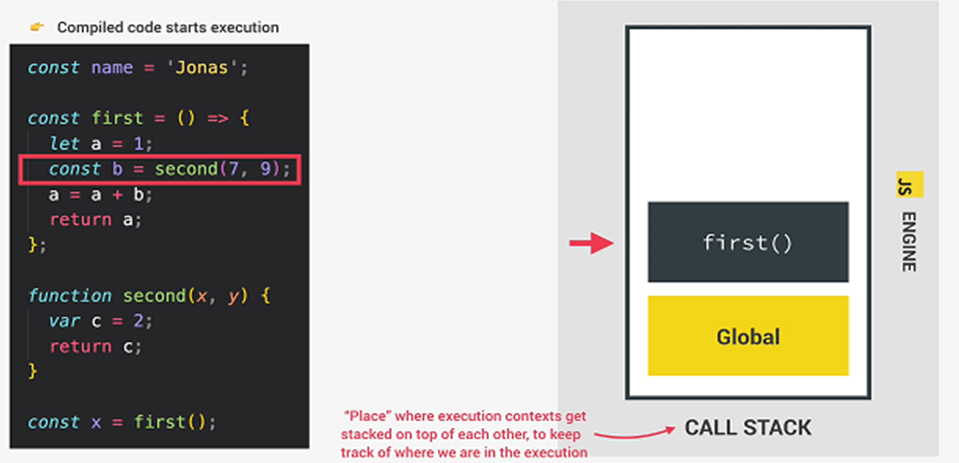 👉 Compiled code starts execution
const name = 'Jonas';
const first = () => {
let a = 1;
const b = second(7, 9);
a = a + b;
return a;
};
function second(x, y) {
var c = 2;
return c;
}
const x = first();
first()
Global
JS ENGINE
CALL STACK
“Place” where execution contexts get
stacked on top of each other, to keep
track of where we are in the execution